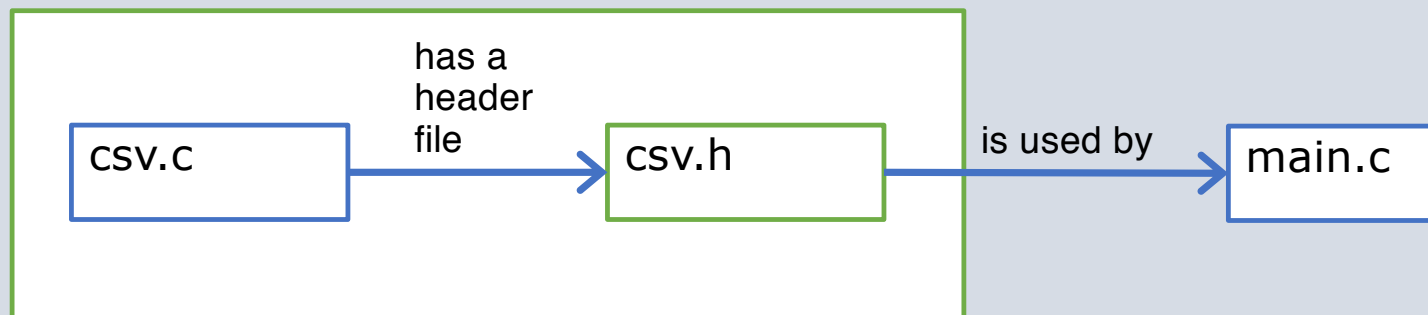 csv.c
has a
header
file
csv.h
is used by
main.c